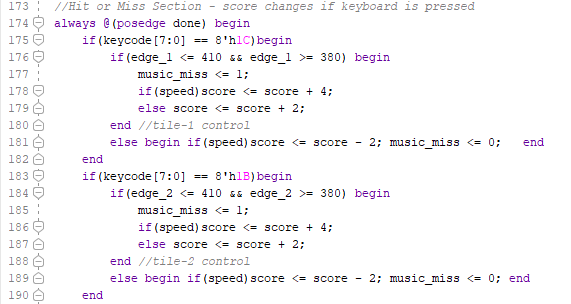 173 //Hit or Miss Section - score changes if keyboard is pressed
174 always @(posedge done) begin
175     if(keycode[7:0] == 8'h1C)begin
176         if(edge_1 <= 410 && edge_1 >= 380) begin
177             music_miss <= 1;
178             if(speed)score <= score + 4;
179             else score <= score + 2;
180         end //tile-1 control
181         else begin if(speed)score <= score - 2; music_miss <= 0;   end
182     end
183     if(keycode[7:0] == 8'h1B)begin
184         if(edge_2 <= 410 && edge_2 >= 380) begin
185             music_miss <= 1;
186             if(speed)score <= score + 4;
187             else score <= score + 2;
188         end //tile-2 control
189         else begin if(speed)score <= score - 2; music_miss <= 0; end
190     end